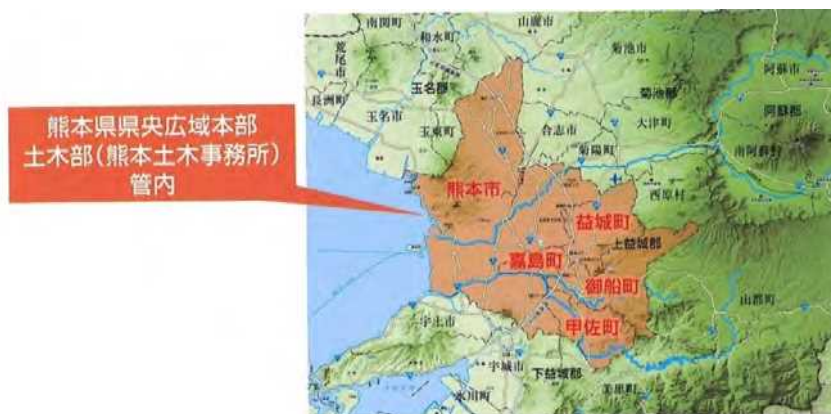 熊本県県央広域本部
土木部(熊本土木事務所)
管内
南関町
山鹿市
和水町
荒尾市
菊池市
阿蘇市
長洲町
玉名郡
菊池郡
阿蘇郡
玉名市
玉東町
合志市
大津町
菊陽町
南阿蘇村
熊本市
西原村
益城町
上益城郡
嘉島町
御船町
山都町
宇土市
甲佐町
宇城市
下益城郡
美里町
氷川町